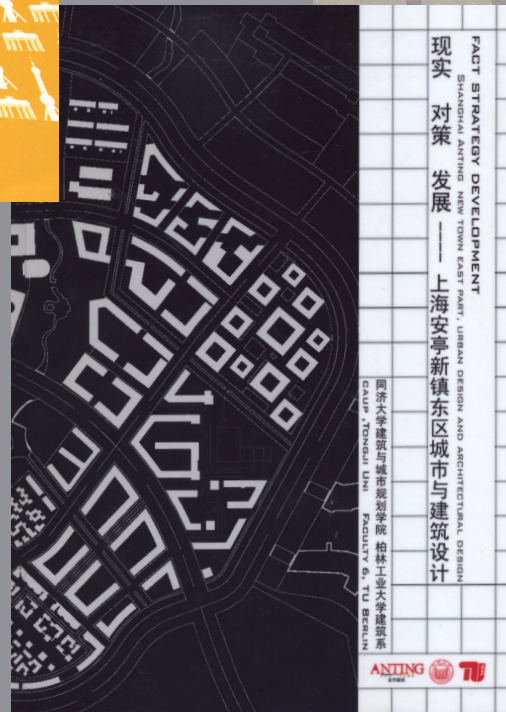 FACT STRATEGY DEVELOPMENT
SHANGHAI ANTING NEW TOWN EAST PART, URBAN DESIGN AND ARCHITECTURAL DESIGN
现实 对策 发展——上海安亭新镇东区城市与建筑设计
同济大学建筑与城市规划学院 柏林工业大学建筑系
CAUP, TONGJI UNI FACULTY 6, TU BERLIN
ANTING